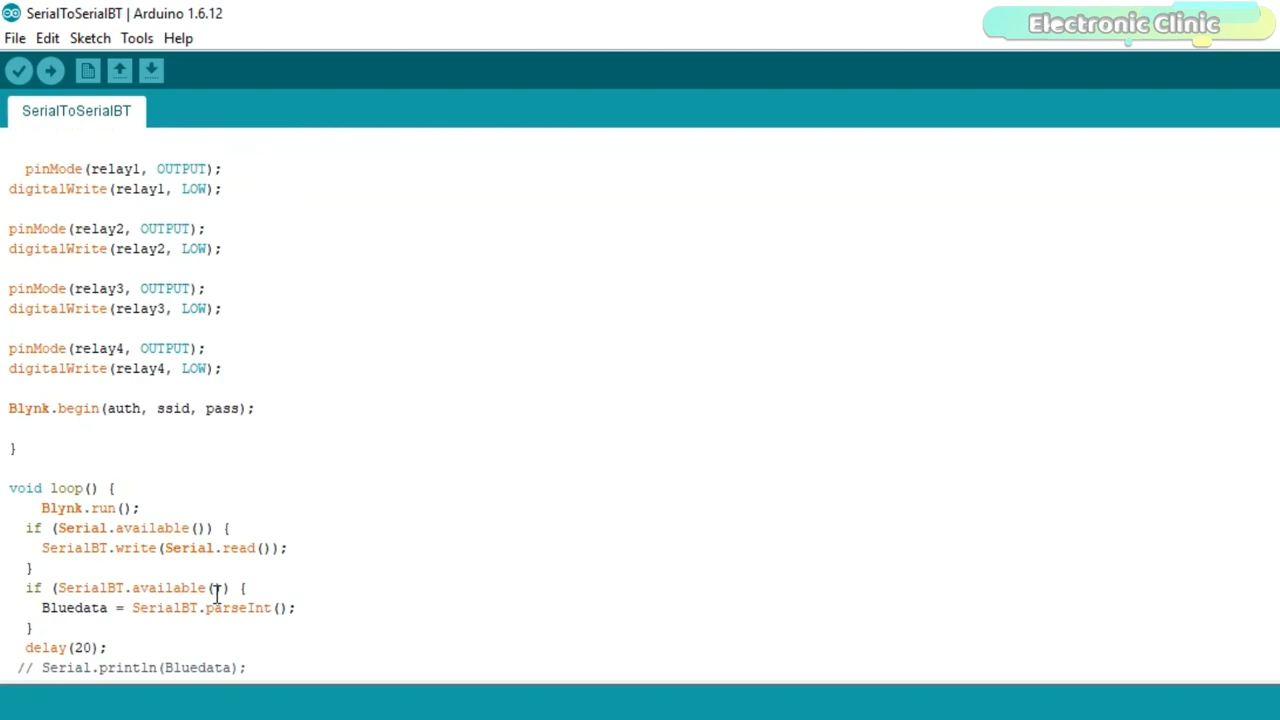 SerialToSerialBT | Arduino 1.6.12
Electronic Clinic
File Edit Sketch Tools Help
SerialToSerialBT
pinMode(relay1, OUTPUT);
digitalWrite(relay1, LOW);
pinMode(relay2, OUTPUT);
digitalWrite(relay2, LOW);
pinMode(relay3, OUTPUT);
digitalWrite(relay3, LOW);
pinMode(relay4, OUTPUT);
digitalWrite(relay4, LOW);
Blynk.begin(auth, ssid, pass);
}
void loop() {
Blynk.run();
if (Serial.available()) {
SerialBT.write(Serial.read());
}
if (SerialBT.available()) {
Bluedata = SerialBT.parseInt();
}
delay(20);
// Serial.println(Bluedata);